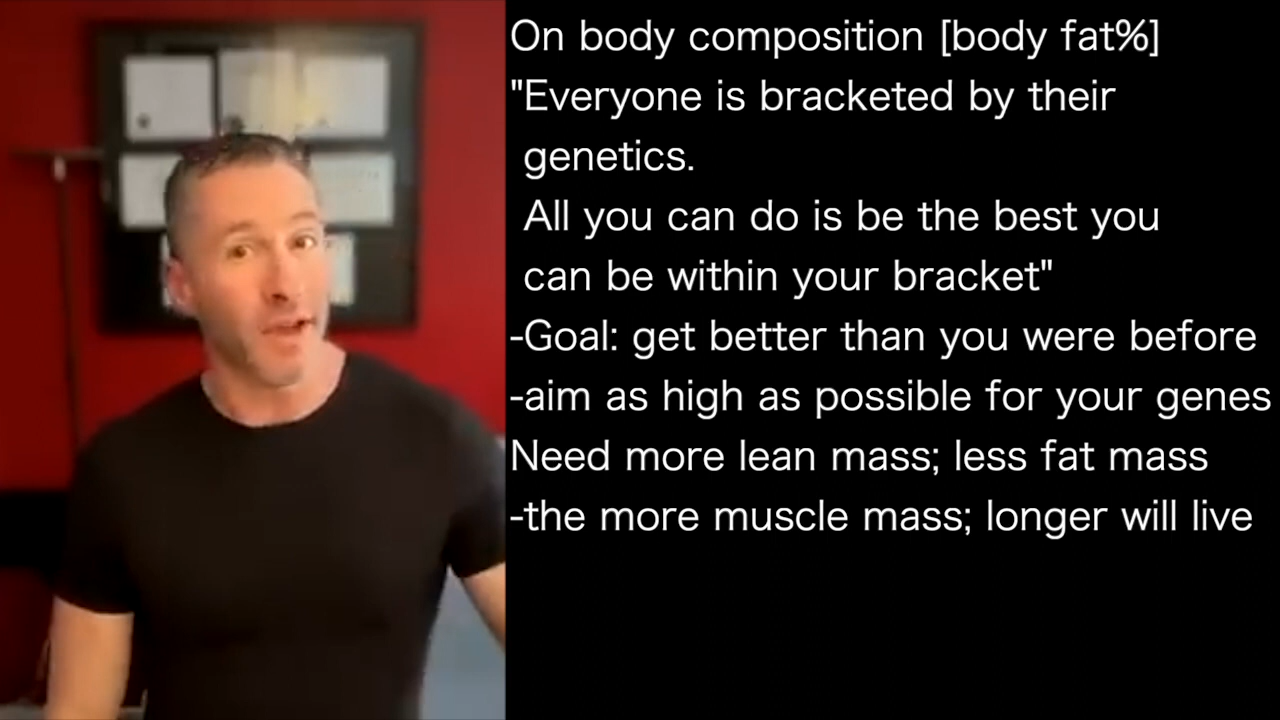 On body composition [body fat%]
"Everyone is bracketed by their
genetics.
All you can do is be the best you
can be within your bracket"
-Goal: get better than you were before
-aim as high as possible for your genes
Need more lean mass; less fat mass
-the more muscle mass; longer will live